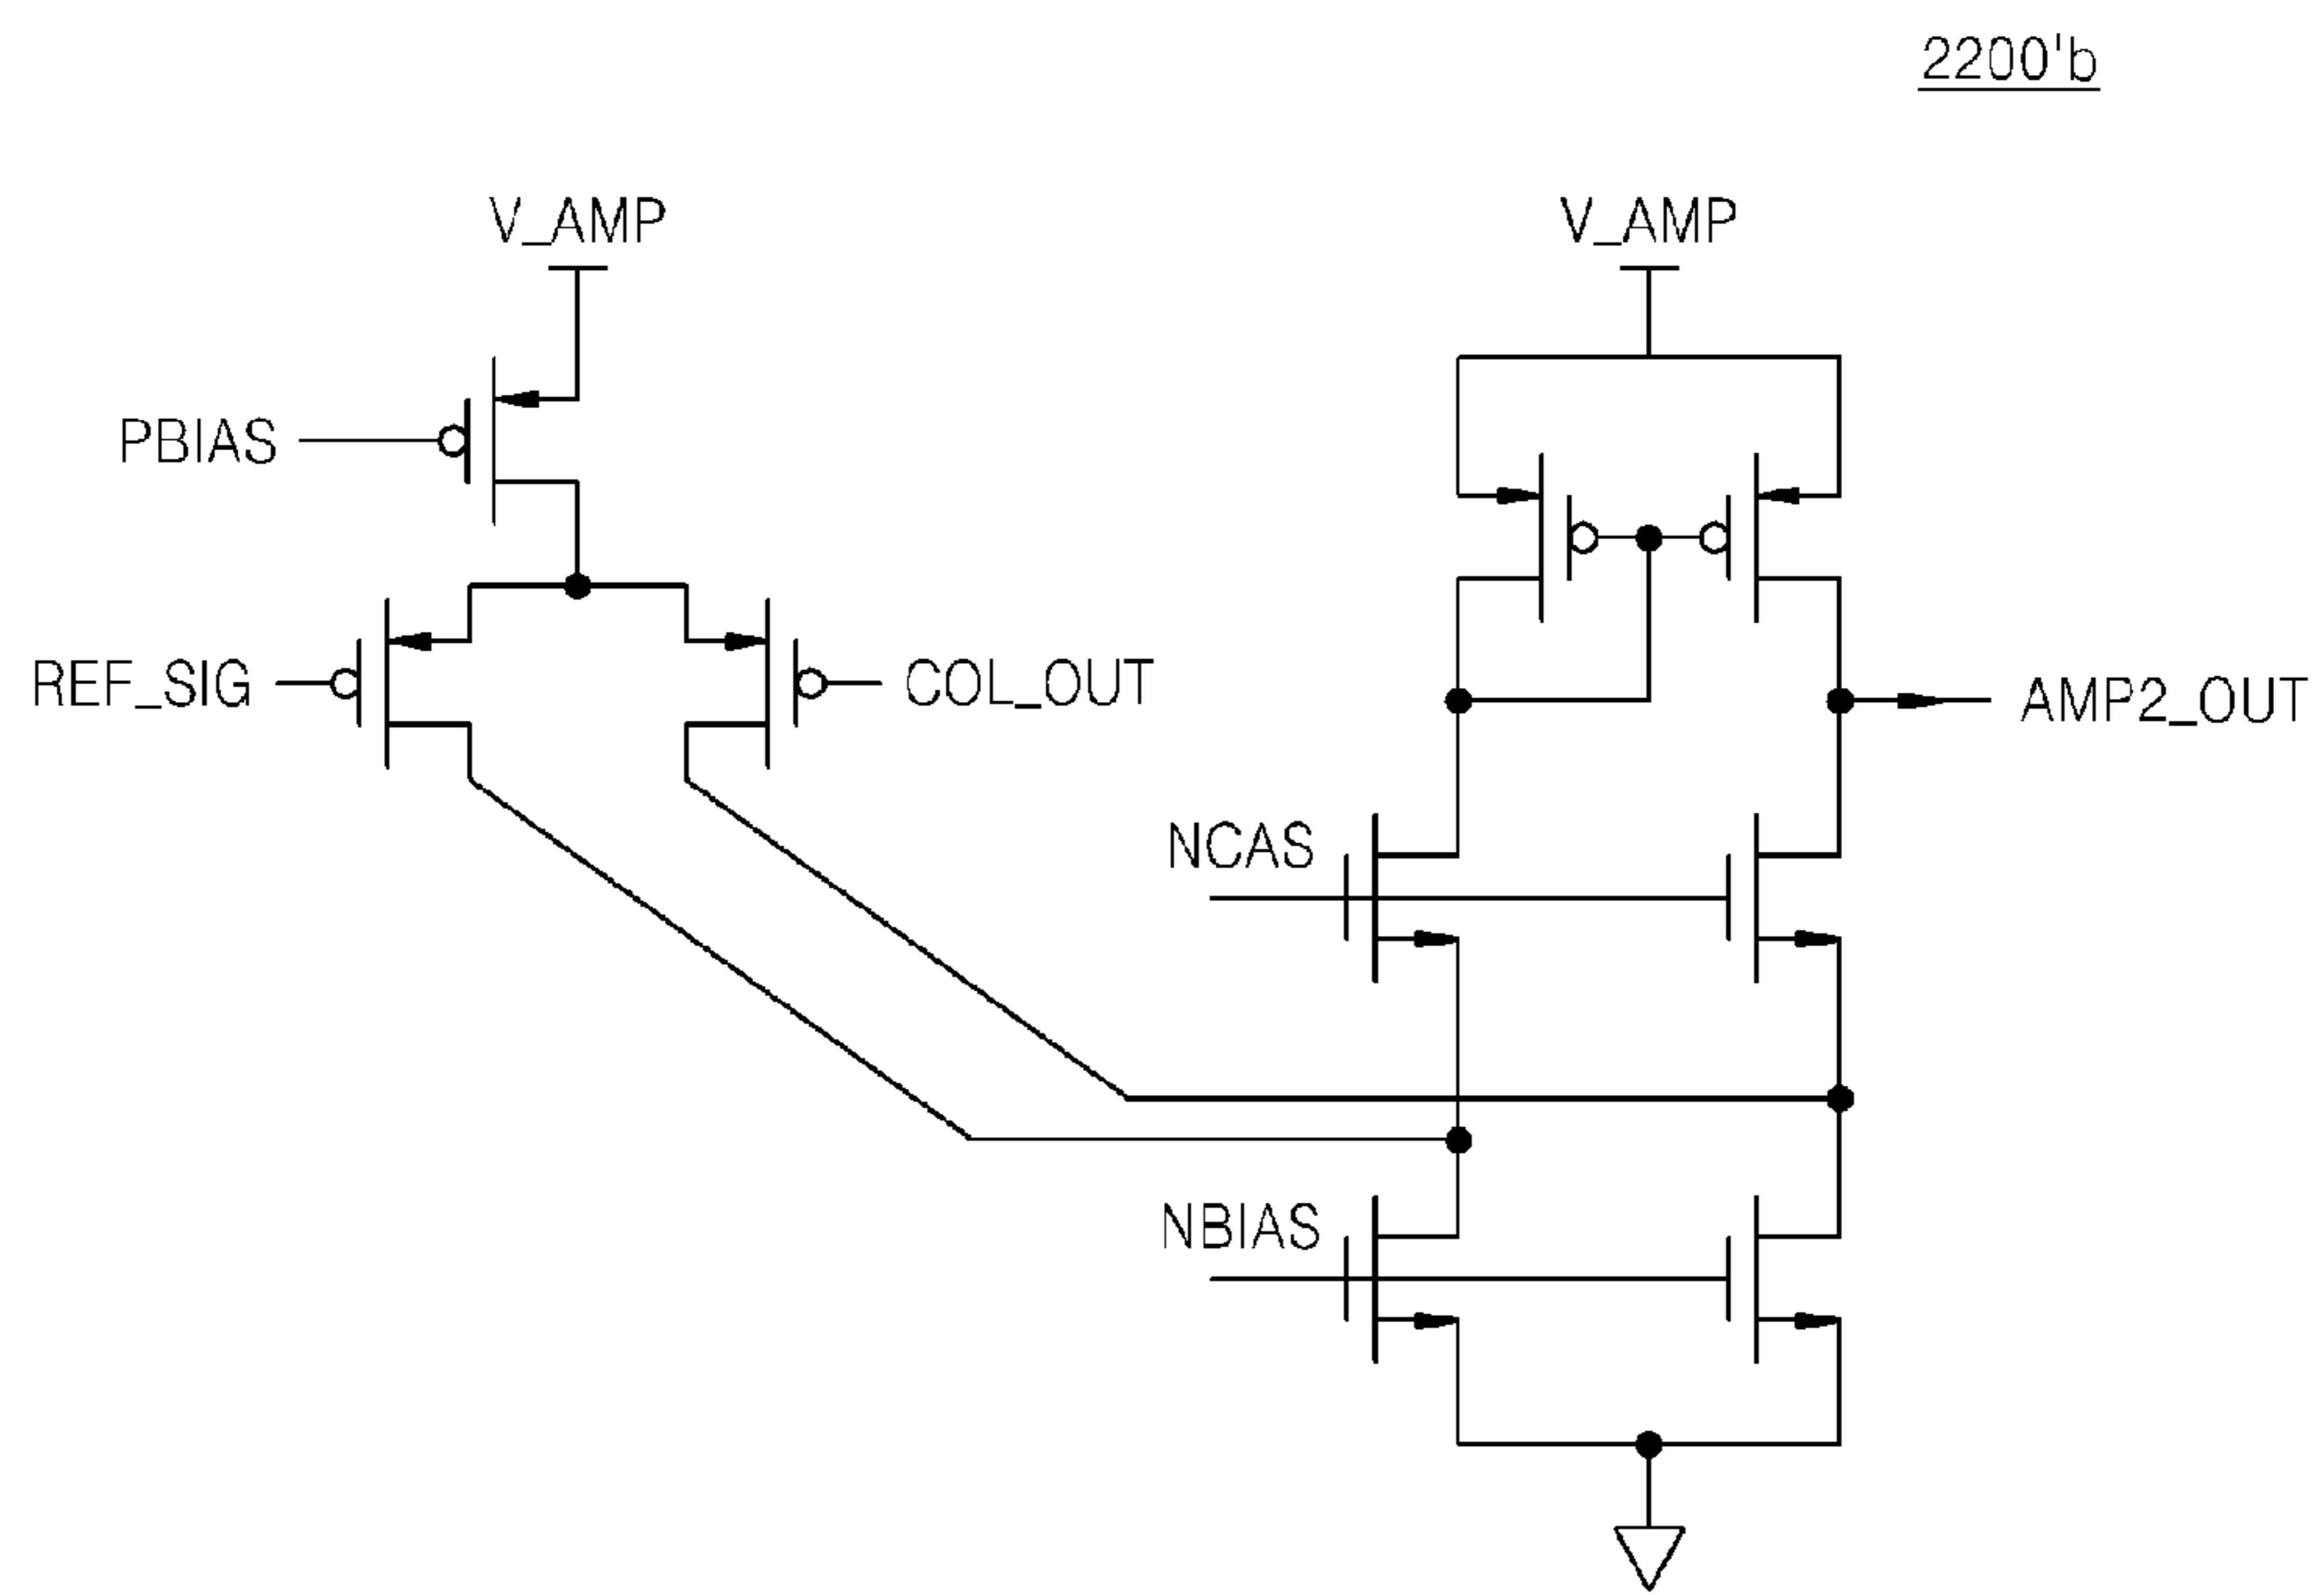 2200'b
V_AMP
V_AMP
PBIAS
REF_SIG
COL_OUT
AMP2_OUT
NCAS
NBIAS